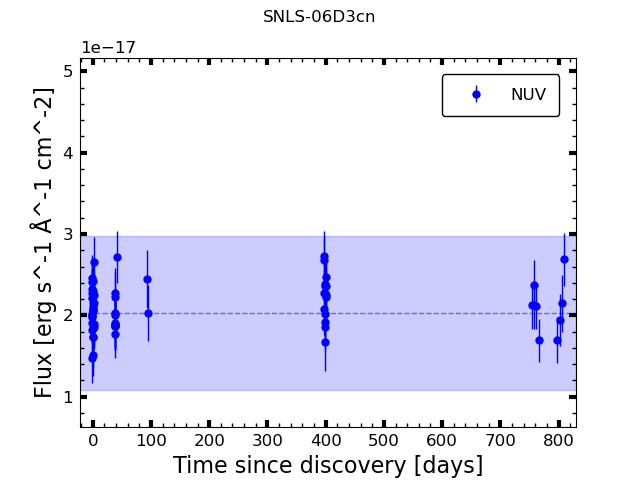 SNLS-06D3cn
1e−17
NUV
5
4
3
2
1
Flux [erg s^-1 Å^-1 cm^-2]
0 100 200 300 400 500 600 700 800
Time since discovery [days]